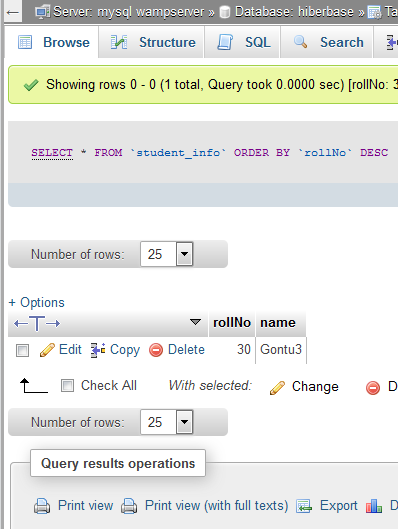 Server: mysql wampserver » Database: hiberbase » Ta
Browse Structure SQL Search
Showing rows 0 - 0 (1 total, Query took 0.0000 sec) [rollNo: 3
SELECT * FROM `student_info` ORDER BY `rollNo` DESC
Number of rows: 25
+ Options
rollNo name
Edit Copy Delete 30 Gontu3
Check All With selected: Change D
Number of rows: 25
Query results operations
Print view Print view (with full texts) Export D